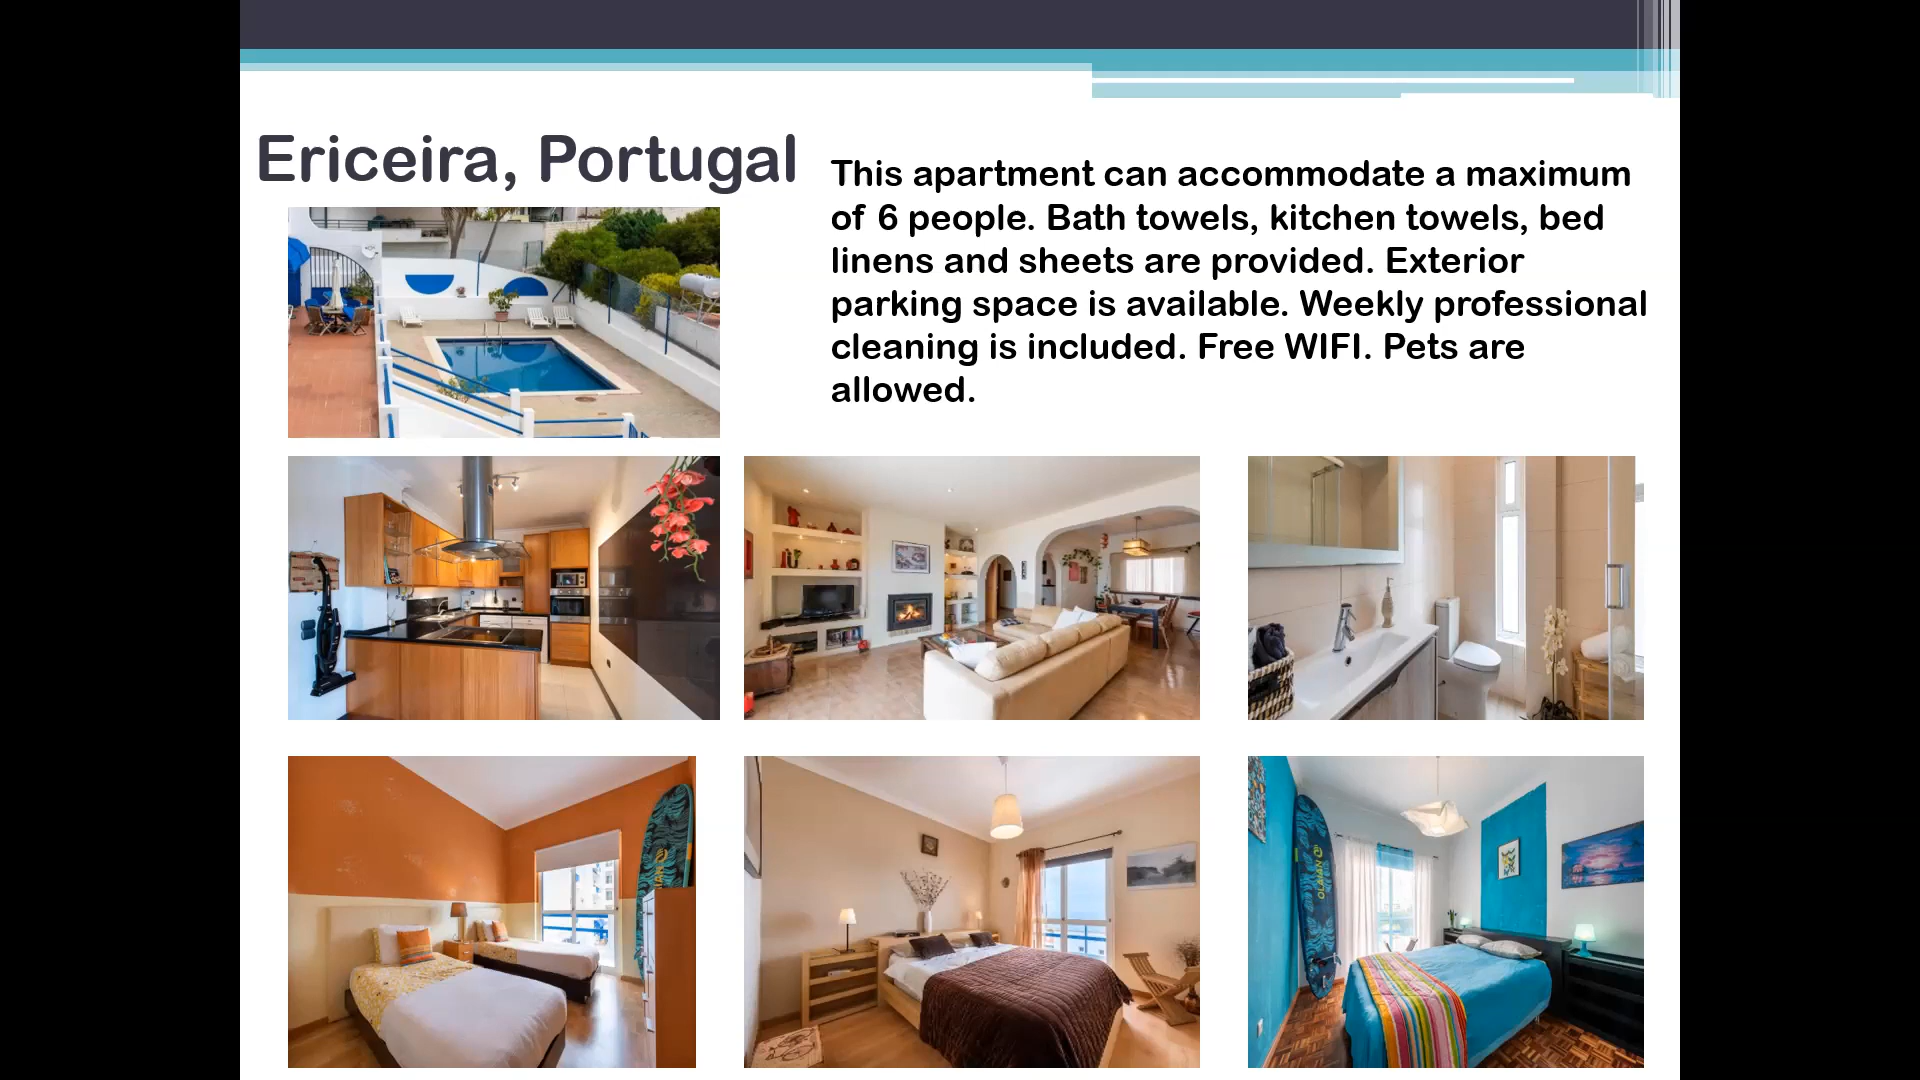 Ericeira, Portugal
This apartment can accommodate a maximum
of 6 people. Bath towels, kitchen towels, bed
linens and sheets are provided. Exterior
parking space is available. Weekly professional
cleaning is included. Free WIFI. Pets are
allowed.
OLAIAN